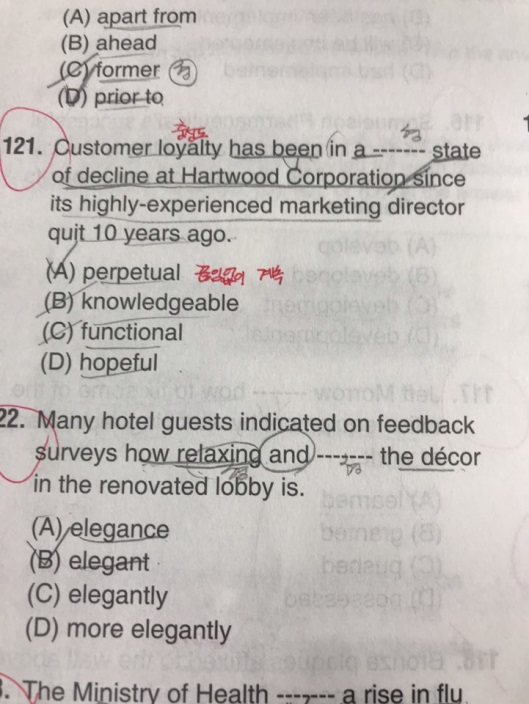 (A) apart from
(B) ahead
(C) former 형
(D) prior to
충성도
형
121. Customer loyalty has been in a ------- state
of decline at Hartwood Corporation since
its highly-experienced marketing director
quit 10 years ago.
(A) perpetual 끊임없이 계속
(B) knowledgeable
(C) functional
(D) hopeful
22. Many hotel guests indicated on feedback
surveys how relaxing and ------- the décor
in the renovated lobby is.
(A) elegance
(B) elegant
(C) elegantly
(D) more elegantly
The Ministry of Health ------- a rise in flu